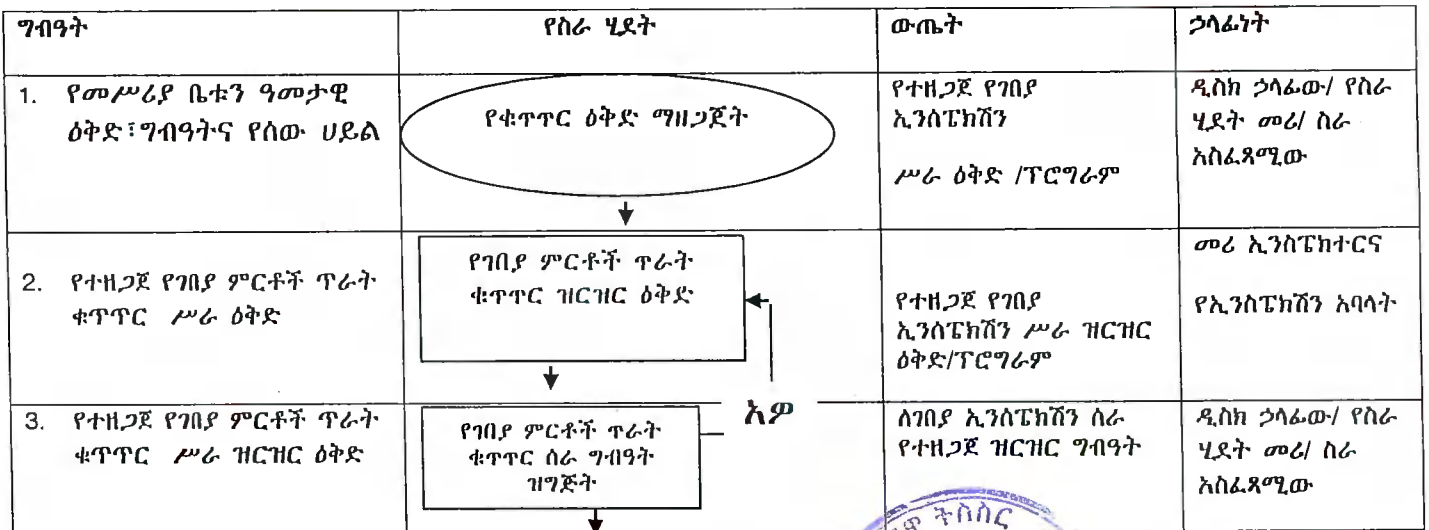 ግብዓት
የስራ ሂደት
ውጤት
ኃላፊነት
1. የመሥሪያ ቤቱን ዓመታዊ
ዕቅድ፣ግብዓትና የሰው ሀይል
የቁጥጥር ዕቅድ ማዘጋጀት
የተዘጋጀ የገበያ
ኢንስፔክሽን
ሥራ ዕቅድ /ፕሮግራም
ዲስክ ኃላፊው/ የስራ
ሂደት መሪ/ ስራ
አስፈጻሚው
2. የተዘጋጀ የገበያ ምርቶች ጥራት
ቁጥጥር ሥራ ዕቅድ
የገበያ ምርቶች ጥራት
ቁጥጥር ዝርዝር ዕቅድ
የተዘጋጀ የገበያ
ኢንስፔክሽን ሥራ ዝርዝር
ዕቅድ/ፕሮግራም
መሪ ኢንስፔክተርና
የኢንስፔክሽን አባላት
3. የተዘጋጀ የገበያ ምርቶች ጥራት
ቁጥጥር ሥራ ዝርዝር ዕቅድ
የገበያ ምርቶች ጥራት
ቁጥጥር ስራ ግብዓት
ዝግጅት
አዎ
ለገበያ ኢንስፔክሽን ስራ
የተዘጋጀ ዝርዝር ግብዓት
ዲስክ ኃላፊው/ የስራ
ሂደት መሪ/ ስራ
አስፈጻሚው
ትስስር